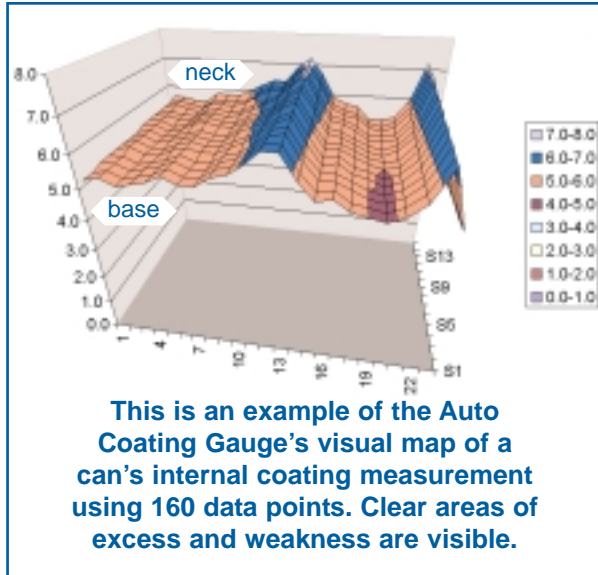 neck
base
8.0
7.0
6.0
5.0
4.0
3.0
2.0
1.0
0.0
1
4
7
10
13
16
19
22
S1
S5
S9
S13
7.0-8.0
6.0-7.0
5.0-6.0
4.0-5.0
3.0-4.0
2.0-3.0
1.0-2.0
0.0-1.0
This is an example of the Auto
Coating Gauge's visual map of a
can's internal coating measurement
using 160 data points. Clear areas of
excess and weakness are visible.